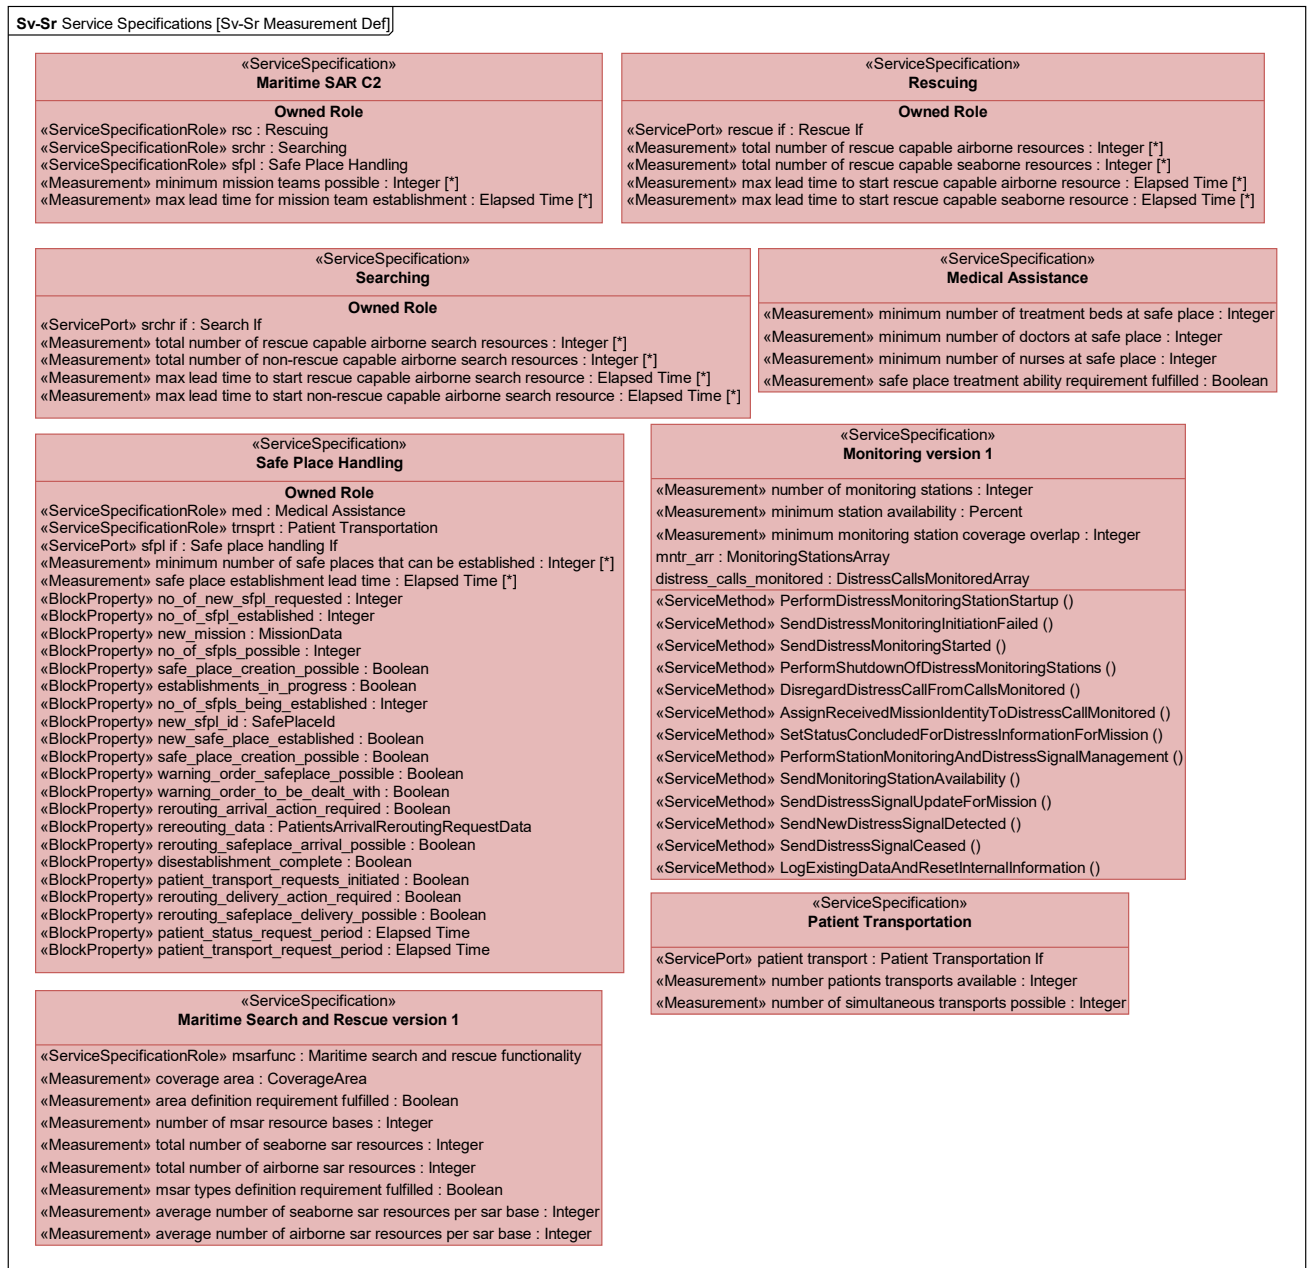 Sv-Sr Service Specifications [Sv-Sr Measurement Def]
«ServiceSpecification»
Maritime SAR C2
Owned Role
«ServiceSpecificationRole» rsc : Rescuing
«ServiceSpecificationRole» srchr : Searching
«ServiceSpecificationRole» sfpl : Safe Place Handling
«Measurement» minimum mission teams possible : Integer [*]
«Measurement» max lead time for mission team establishment : Elapsed Time [*]
«ServiceSpecification»
Rescuing
Owned Role
«ServicePort» rescue if : Rescue If
«Measurement» total number of rescue capable airborne resources : Integer [*]
«Measurement» total number of rescue capable seaborne resources : Integer [*]
«Measurement» max lead time to start rescue capable airborne resource : Elapsed Time [*]
«Measurement» max lead time to start rescue capable seaborne resource : Elapsed Time [*]
«ServiceSpecification»
Searching
Owned Role
«ServicePort» srchr if : Search If
«Measurement» total number of rescue capable airborne search resources : Integer [*]
«Measurement» total number of non-rescue capable airborne search resources : Integer [*]
«Measurement» max lead time to start rescue capable airborne search resource : Elapsed Time [*]
«Measurement» max lead time to start non-rescue capable airborne search resource : Elapsed Time [*]
«ServiceSpecification»
Medical Assistance
«Measurement» minimum number of treatment beds at safe place : Integer
«Measurement» minimum number of doctors at safe place : Integer
«Measurement» minimum number of nurses at safe place : Integer
«Measurement» safe place treatment ability requirement fulfilled : Boolean
«ServiceSpecification»
Safe Place Handling
Owned Role
«ServiceSpecificationRole» med : Medical Assistance
«ServiceSpecificationRole» trnsprt : Patient Transportation
«ServicePort» sfpl if : Safe place handling If
«Measurement» minimum number of safe places that can be established : Integer [*]
«Measurement» safe place establishment lead time : Elapsed Time [*]
«BlockProperty» no_of_new_sfpl_requested : Integer
«BlockProperty» no_of_sfpl_established : Integer
«BlockProperty» new_mission : MissionData
«BlockProperty» no_of_sfpls_possible : Integer
«BlockProperty» safe_place_creation_possible : Boolean
«BlockProperty» establishments_in_progress : Boolean
«BlockProperty» no_of_sfpls_being_established : Integer
«BlockProperty» new_sfpl_id : SafePlaceId
«BlockProperty» new_safe_place_established : Boolean
«BlockProperty» safe_place_creation_possible : Boolean
«BlockProperty» warning_order_safeplace_possible : Boolean
«BlockProperty» warning_order_to_be_dealt_with : Boolean
«BlockProperty» rerouting_arrival_action_required : Boolean
«BlockProperty» rereouting_data : PatientsArrivalReroutingRequestData
«BlockProperty» rerouting_safeplace_arrival_possible : Boolean
«BlockProperty» disestablishment_complete : Boolean
«BlockProperty» patient_transport_requests_initiated : Boolean
«BlockProperty» rerouting_delivery_action_required : Boolean
«BlockProperty» rerouting_safeplace_delivery_possible : Boolean
«BlockProperty» patient_status_request_period : Elapsed Time
«BlockProperty» patient_transport_request_period : Elapsed Time
«ServiceSpecification»
Monitoring version 1
«Measurement» number of monitoring stations : Integer
«Measurement» minimum station availability : Percent
«Measurement» minimum monitoring station coverage overlap : Integer
mntr_arr : MonitoringStationsArray
distress_calls_monitored : DistressCallsMonitoredArray
«ServiceMethod» PerformDistressMonitoringStationStartup ()
«ServiceMethod» SendDistressMonitoringInitiationFailed ()
«ServiceMethod» SendDistressMonitoringStarted ()
«ServiceMethod» PerformShutdownOfDistressMonitoringStations ()
«ServiceMethod» DisregardDistressCallFromCallsMonitored ()
«ServiceMethod» AssignReceivedMissionIdentityToDistressCallMonitored ()
«ServiceMethod» SetStatusConcludedForDistressInformationForMission ()
«ServiceMethod» PerformStationMonitoringAndDistressSignalManagement ()
«ServiceMethod» SendMonitoringStationAvailability ()
«ServiceMethod» SendDistressSignalUpdateForMission ()
«ServiceMethod» SendNewDistressSignalDetected ()
«ServiceMethod» SendDistressSignalCeased ()
«ServiceMethod» LogExistingDataAndResetInternalInformation ()
«ServiceSpecification»
Patient Transportation
«ServicePort» patient transport : Patient Transportation If
«Measurement» number pationts transports available : Integer
«Measurement» number of simultaneous transports possible : Integer
«ServiceSpecification»
Maritime Search and Rescue version 1
«ServiceSpecificationRole» msarfunc : Maritime search and rescue functionality
«Measurement» coverage area : CoverageArea
«Measurement» area definition requirement fulfilled : Boolean
«Measurement» number of msar resource bases : Integer
«Measurement» total number of seaborne sar resources : Integer
«Measurement» total number of airborne sar resources : Integer
«Measurement» msar types definition requirement fulfilled : Boolean
«Measurement» average number of seaborne sar resources per sar base : Integer
«Measurement» average number of airborne sar resources per sar base : Integer